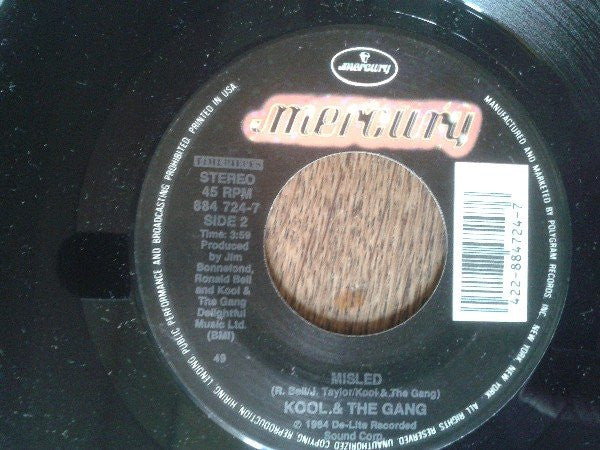 mercury
mercury
TIMEPIECES
STEREO
45 RPM
884 724-7
SIDE 2
Time: 3:59
Produced
by Jim
Bonnefond,
Ronald Bell
and Kool &
The Gang
Delightful
Music Ltd.
(BMI)
49
422-884724-7
MISLED
(R. Bell/J. Taylor/Kool & The Gang)
KOOL & THE GANG
℗ 1984 De-Lite Recorded
Sound Corp.
MANUFACTURED AND MARKETED BY POLYGRAM RECORDS, INC. NEW YORK, NEW YORK. ALL RIGHTS RESERVED. UNAUTHORIZED COPYING, REPRODUCTION, HIRING, LENDING, PUBLIC PERFORMANCE AND BROADCASTING PROHIBITED. PRINTED IN USA